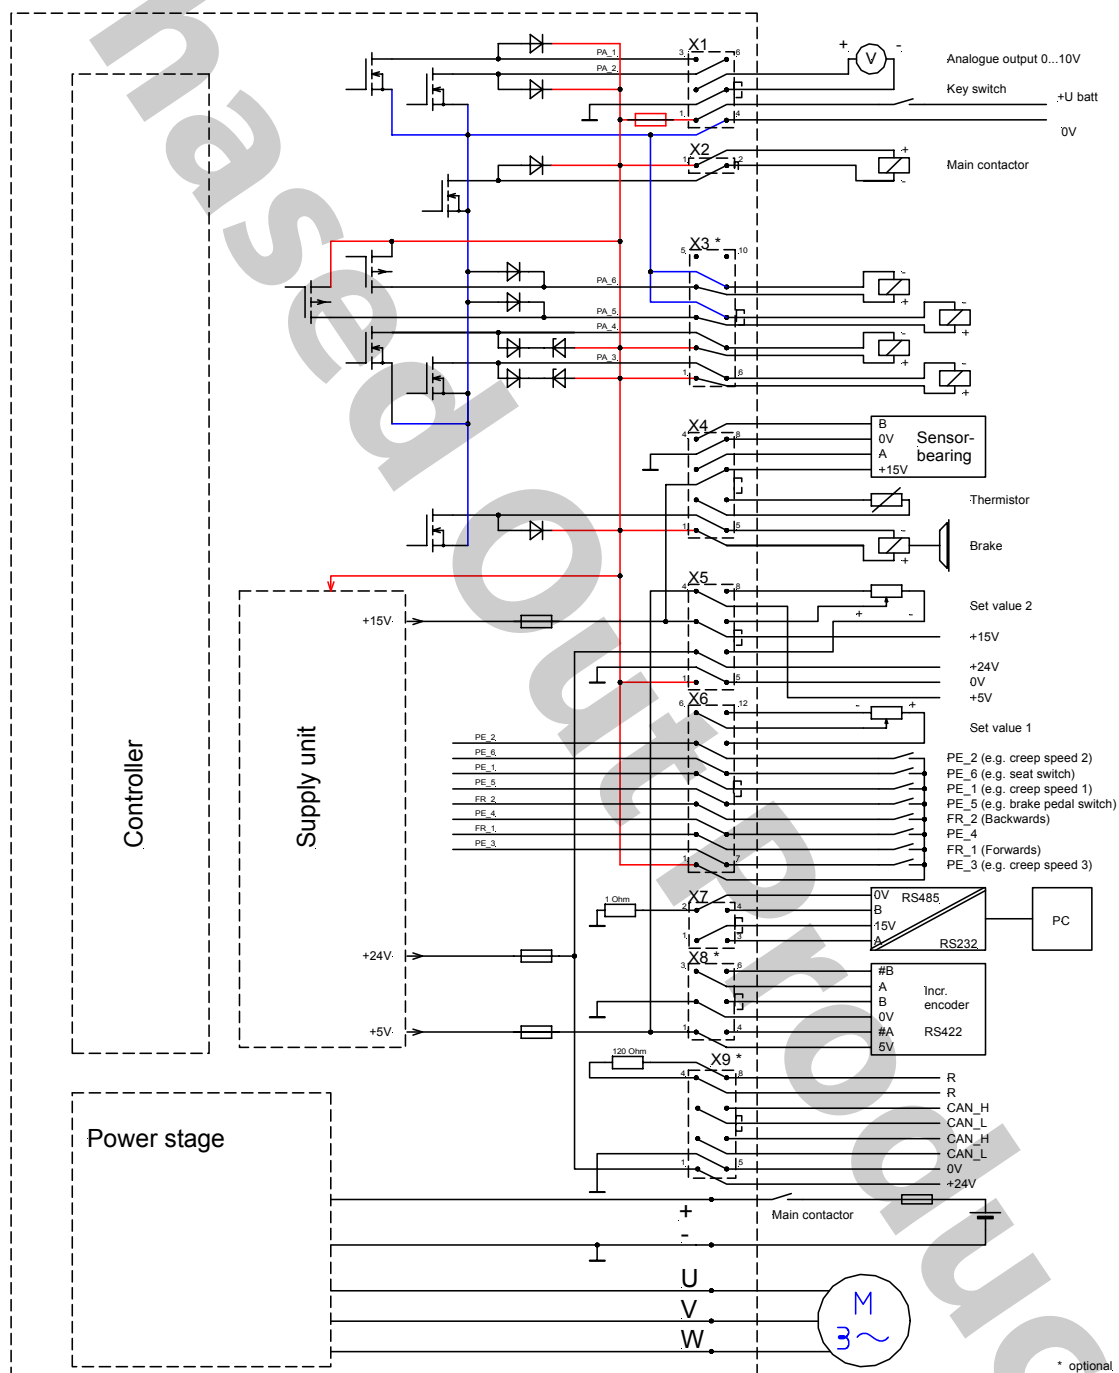 X1
3
6
PA_1
PA_2
+
V
-
Analogue output 0...10V
Key switch
+U batt
1
4
0V
X2
1
2
+
-
Main contactor
X3 *
5
10
PA_6
PA_5
PA_4
PA_3
1
6
-
+
-
+
-
+
-
+
X4
4
8
B
0V
A
+15V
Sensor-
bearing
Thermistor
1
5
-
+
Brake
X5
4
8
+15V
+
-
Set value 2
+15V
+24V
1
5
0V
+5V
X6
6
12
-
+
Set value 1
PE_2
PE_6
PE_1
PE_5
FR_2
PE_4
FR_1
PE_3
PE_2 (e.g. creep speed 2)
PE_6 (e.g. seat switch)
PE_1 (e.g. creep speed 1)
PE_5 (e.g. brake pedal switch)
FR_2 (Backwards)
PE_4
FR_1 (Forwards)
PE_3 (e.g. creep speed 3)
1
7
Controller
Supply unit
X7
1 Ohm
2
4
1
3
0V
B
15V
A
RS485
RS232
PC
+24V
X8 *
3
6
#B
A
B
0V
#A
5V
Incr.
encoder
RS422
+5V
1
4
120 Ohm
X9 *
4
8
R
R
CAN_H
CAN_L
CAN_H
CAN_L
1
5
0V
+24V
Power stage
+
-
Main contactor
U
V
W
M
3~
* optional
Phased Out Product